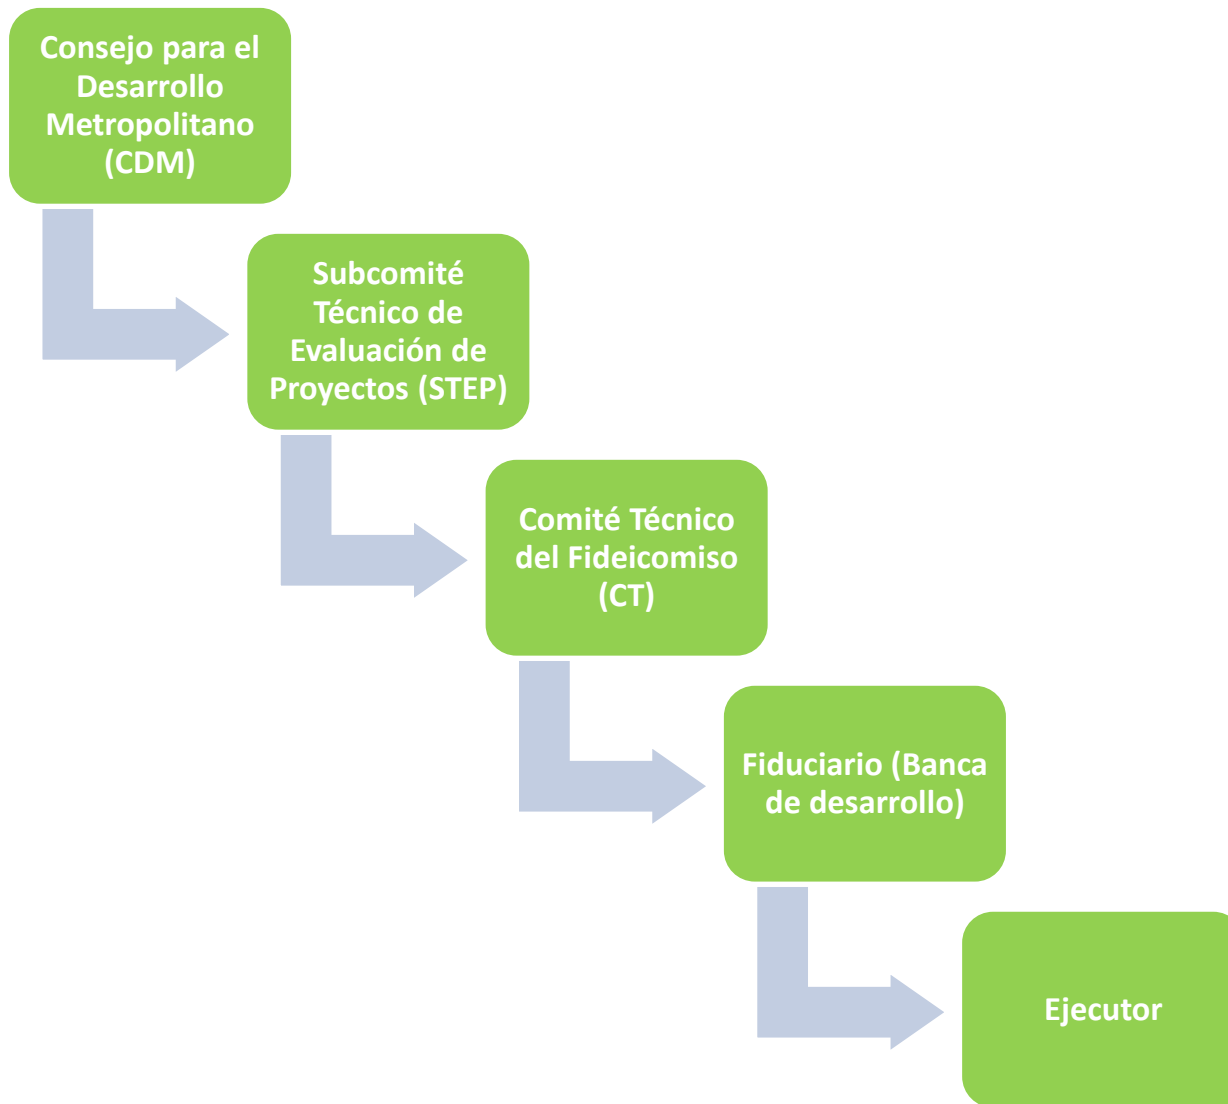 Consejo para el
Desarrollo
Metropolitano
(CDM)
Subcomité
Técnico de
Evaluación de
Proyectos (STEP)
Comité Técnico
del Fideicomiso
(CT)
Fiduciario (Banca
de desarrollo)
Ejecutor